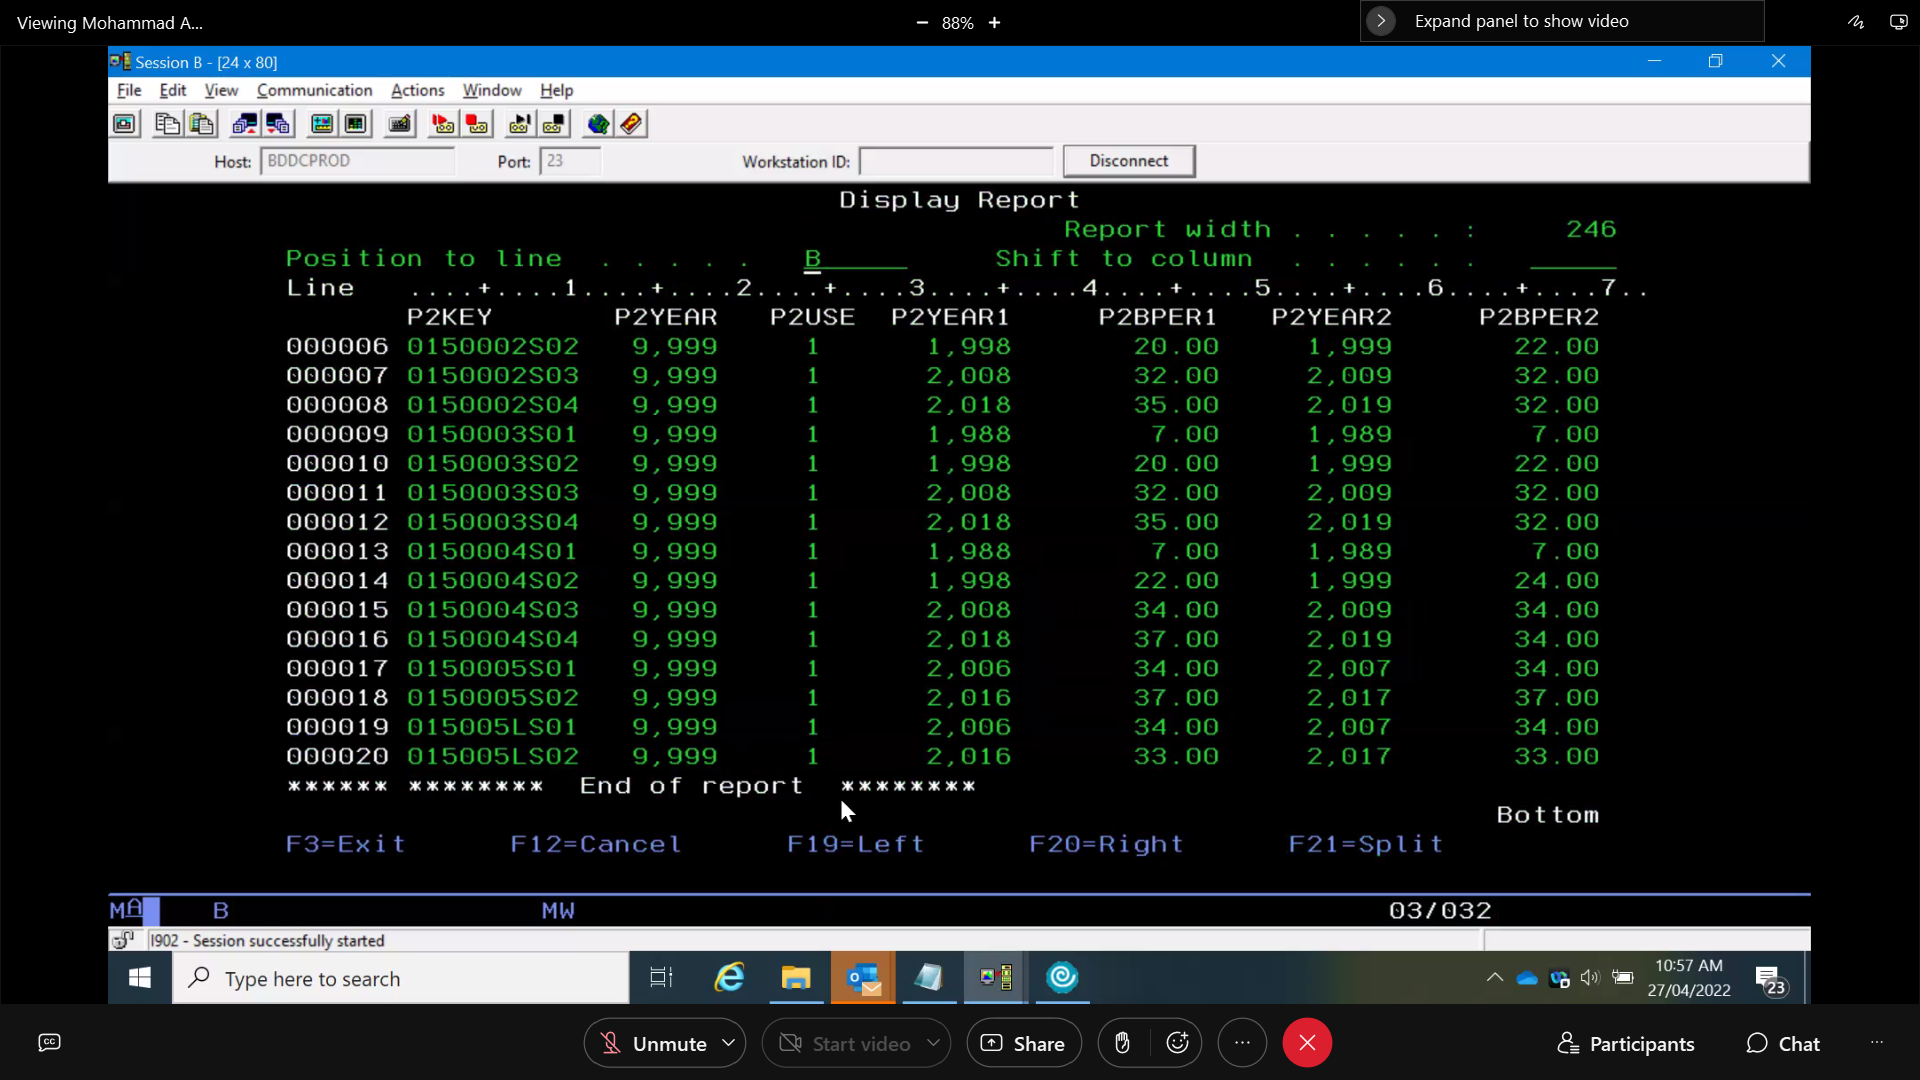 Viewing Mohammad A...
88%
Expand panel to show video
Session B - [24 x 80]
File Edit View Communication Actions Window Help
Host: BDDCPROD Port: 23 Workstation ID: Disconnect
Display Report
Report width . . . . . : 246
Position to line . . . . . B Shift to column . . . . . .
Line ....+....1....+....2....+....3....+....4....+....5....+....6....+....7..
P2KEY P2YEAR P2USE P2YEAR1 P2BPER1 P2YEAR2 P2BPER2
000006 0150002S02 9,999 1 1,998 20.00 1,999 22.00
000007 0150002S03 9,999 1 2,008 32.00 2,009 32.00
000008 0150002S04 9,999 1 2,018 35.00 2,019 32.00
000009 0150003S01 9,999 1 1,988 7.00 1,989 7.00
000010 0150003S02 9,999 1 1,998 20.00 1,999 22.00
000011 0150003S03 9,999 1 2,008 32.00 2,009 32.00
000012 0150003S04 9,999 1 2,018 35.00 2,019 32.00
000013 0150004S01 9,999 1 1,988 7.00 1,989 7.00
000014 0150004S02 9,999 1 1,998 22.00 1,999 24.00
000015 0150004S03 9,999 1 2,008 34.00 2,009 34.00
000016 0150004S04 9,999 1 2,018 37.00 2,019 34.00
000017 0150005S01 9,999 1 2,006 34.00 2,007 34.00
000018 0150005S02 9,999 1 2,016 37.00 2,017 37.00
000019 015005LS01 9,999 1 2,006 34.00 2,007 34.00
000020 015005LS02 9,999 1 2,016 33.00 2,017 33.00
****** ******** End of report ********
Bottom
F3=Exit F12=Cancel F19=Left F20=Right F21=Split
MA B MW 03/032
I902 - Session successfully started
Type here to search
10:57 AM
27/04/2022
23
CC
Unmute Start video Share Participants Chat